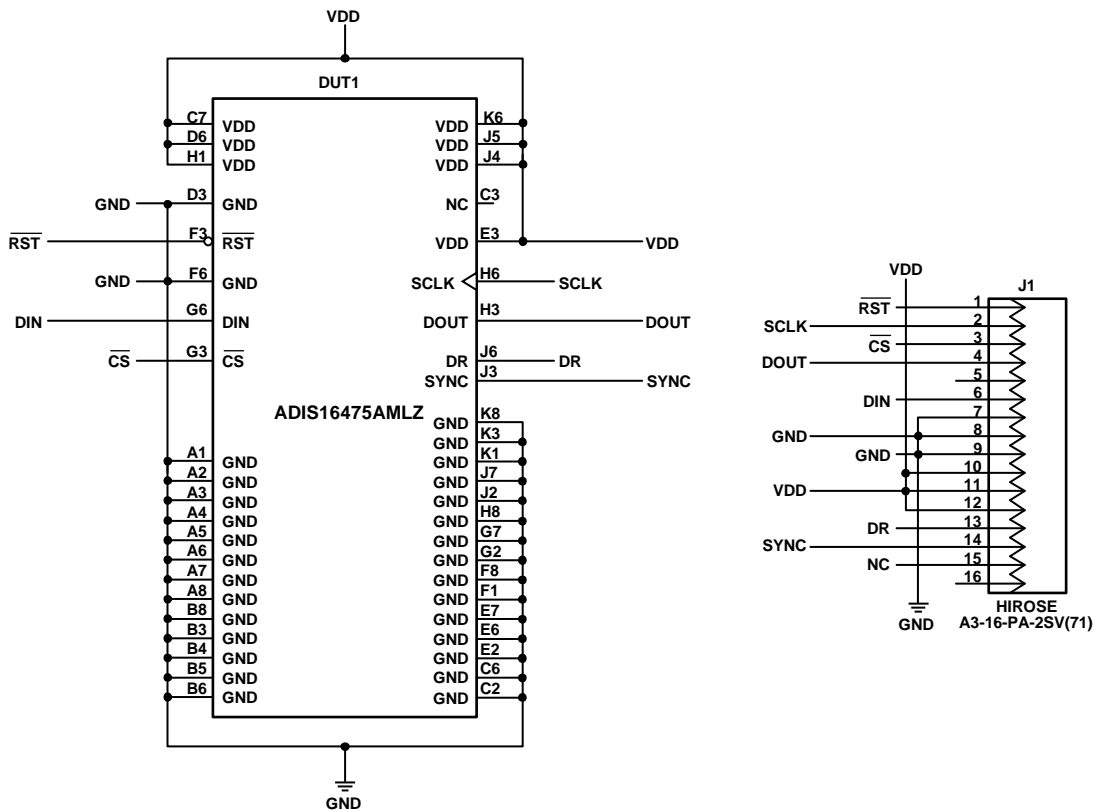 VDD
DUT1
C7 VDD VDD K6
D6 VDD VDD J5
H1 VDD VDD J4
GND D3 GND NC C3
RST F3 RST VDD E3 VDD
GND F6 GND SCLK H6 SCLK
DIN G6 DIN DOUT H3 DOUT
CS G3 CS DR J6 DR
SYNC J3 SYNC
ADIS16475AMLZ
GND K8
GND K3
A1 GND GND K1
A2 GND GND J7
A3 GND GND J2
A4 GND GND H8
A5 GND GND G7
A6 GND GND G2
A7 GND GND F8
A8 GND GND F1
B8 GND GND E7
B3 GND GND E6
B4 GND GND E2
B5 GND GND C6
B6 GND GND C2
GND
VDD
J1
RST 1
SCLK 2
CS 3
DOUT 4
5
DIN 6
7
GND 8
GND 9
10
VDD 11
12
DR 13
SYNC 14
NC 15
16
GND
HIROSE
A3-16-PA-2SV(71)